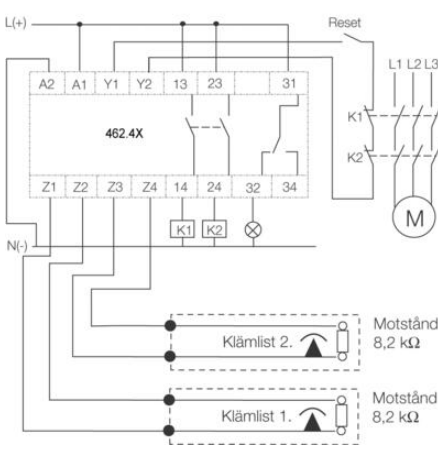 L(+)
Reset
L1 L2 L3
A2 A1 Y1 Y2 13 23 31
462.4X
K1
K2
Z1 Z2 Z3 Z4 14 24 32 34
K1 K2
M
N(-)
Klämlist 2.
Motstånd
8,2 kΩ
Klämlist 1.
Motstånd
8,2 kΩ